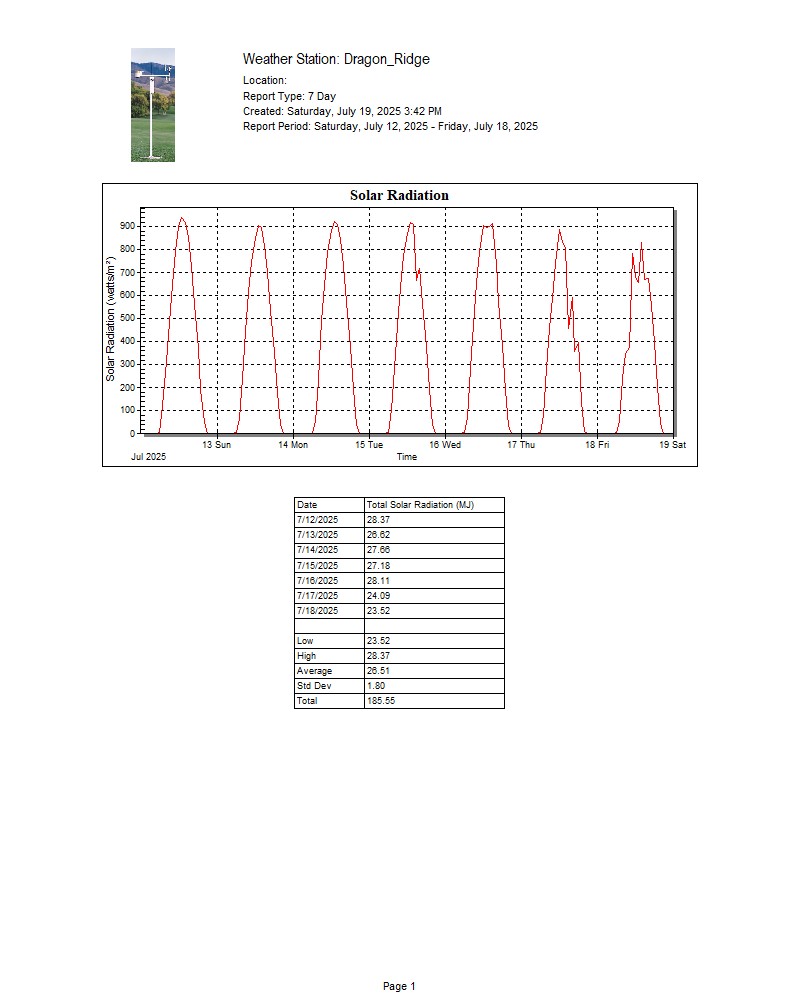 Weather Station: Dragon_Ridge
Location:
Report Type: 7 Day
Created: Saturday, July 19, 2025 3:42 PM
Report Period: Saturday, July 12, 2025 - Friday, July 18, 2025
Solar Radiation
Solar Radiation (watts/m²)
900
800
700
600
500
400
300
200
100
0
13 Sun 14 Mon 15 Tue 16 Wed 17 Thu 18 Fri 19 Sat
Jul 2025 Time
Date Total Solar Radiation (MJ)
7/12/2025 28.37
7/13/2025 26.62
7/14/2025 27.66
7/15/2025 27.18
7/16/2025 28.11
7/17/2025 24.09
7/18/2025 23.52
Low 23.52
High 28.37
Average 26.51
Std Dev 1.80
Total 185.55
Page 1